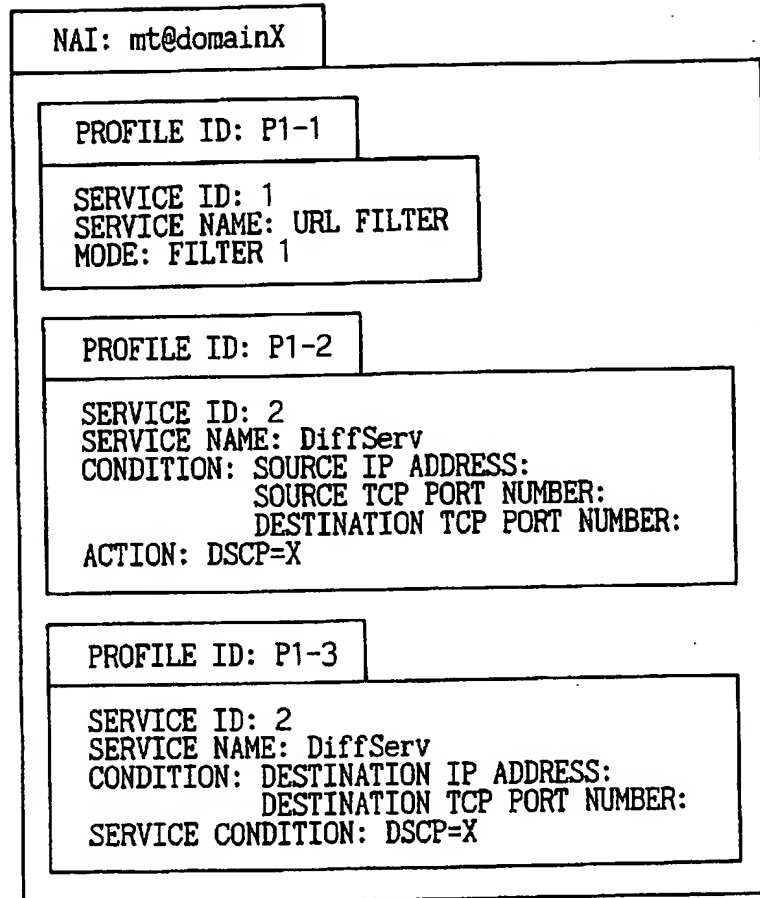 NAI: mt@domainX
PROFILE ID: P1-1
SERVICE ID: 1
SERVICE NAME: URL FILTER
MODE: FILTER 1
PROFILE ID: P1-2
SERVICE ID: 2
SERVICE NAME: DiffServ
CONDITION: SOURCE IP ADDRESS:
SOURCE TCP PORT NUMBER:
DESTINATION TCP PORT NUMBER:
ACTION: DSCP=X
PROFILE ID: P1-3
SERVICE ID: 2
SERVICE NAME: DiffServ
CONDITION: DESTINATION IP ADDRESS:
DESTINATION TCP PORT NUMBER:
SERVICE CONDITION: DSCP=X